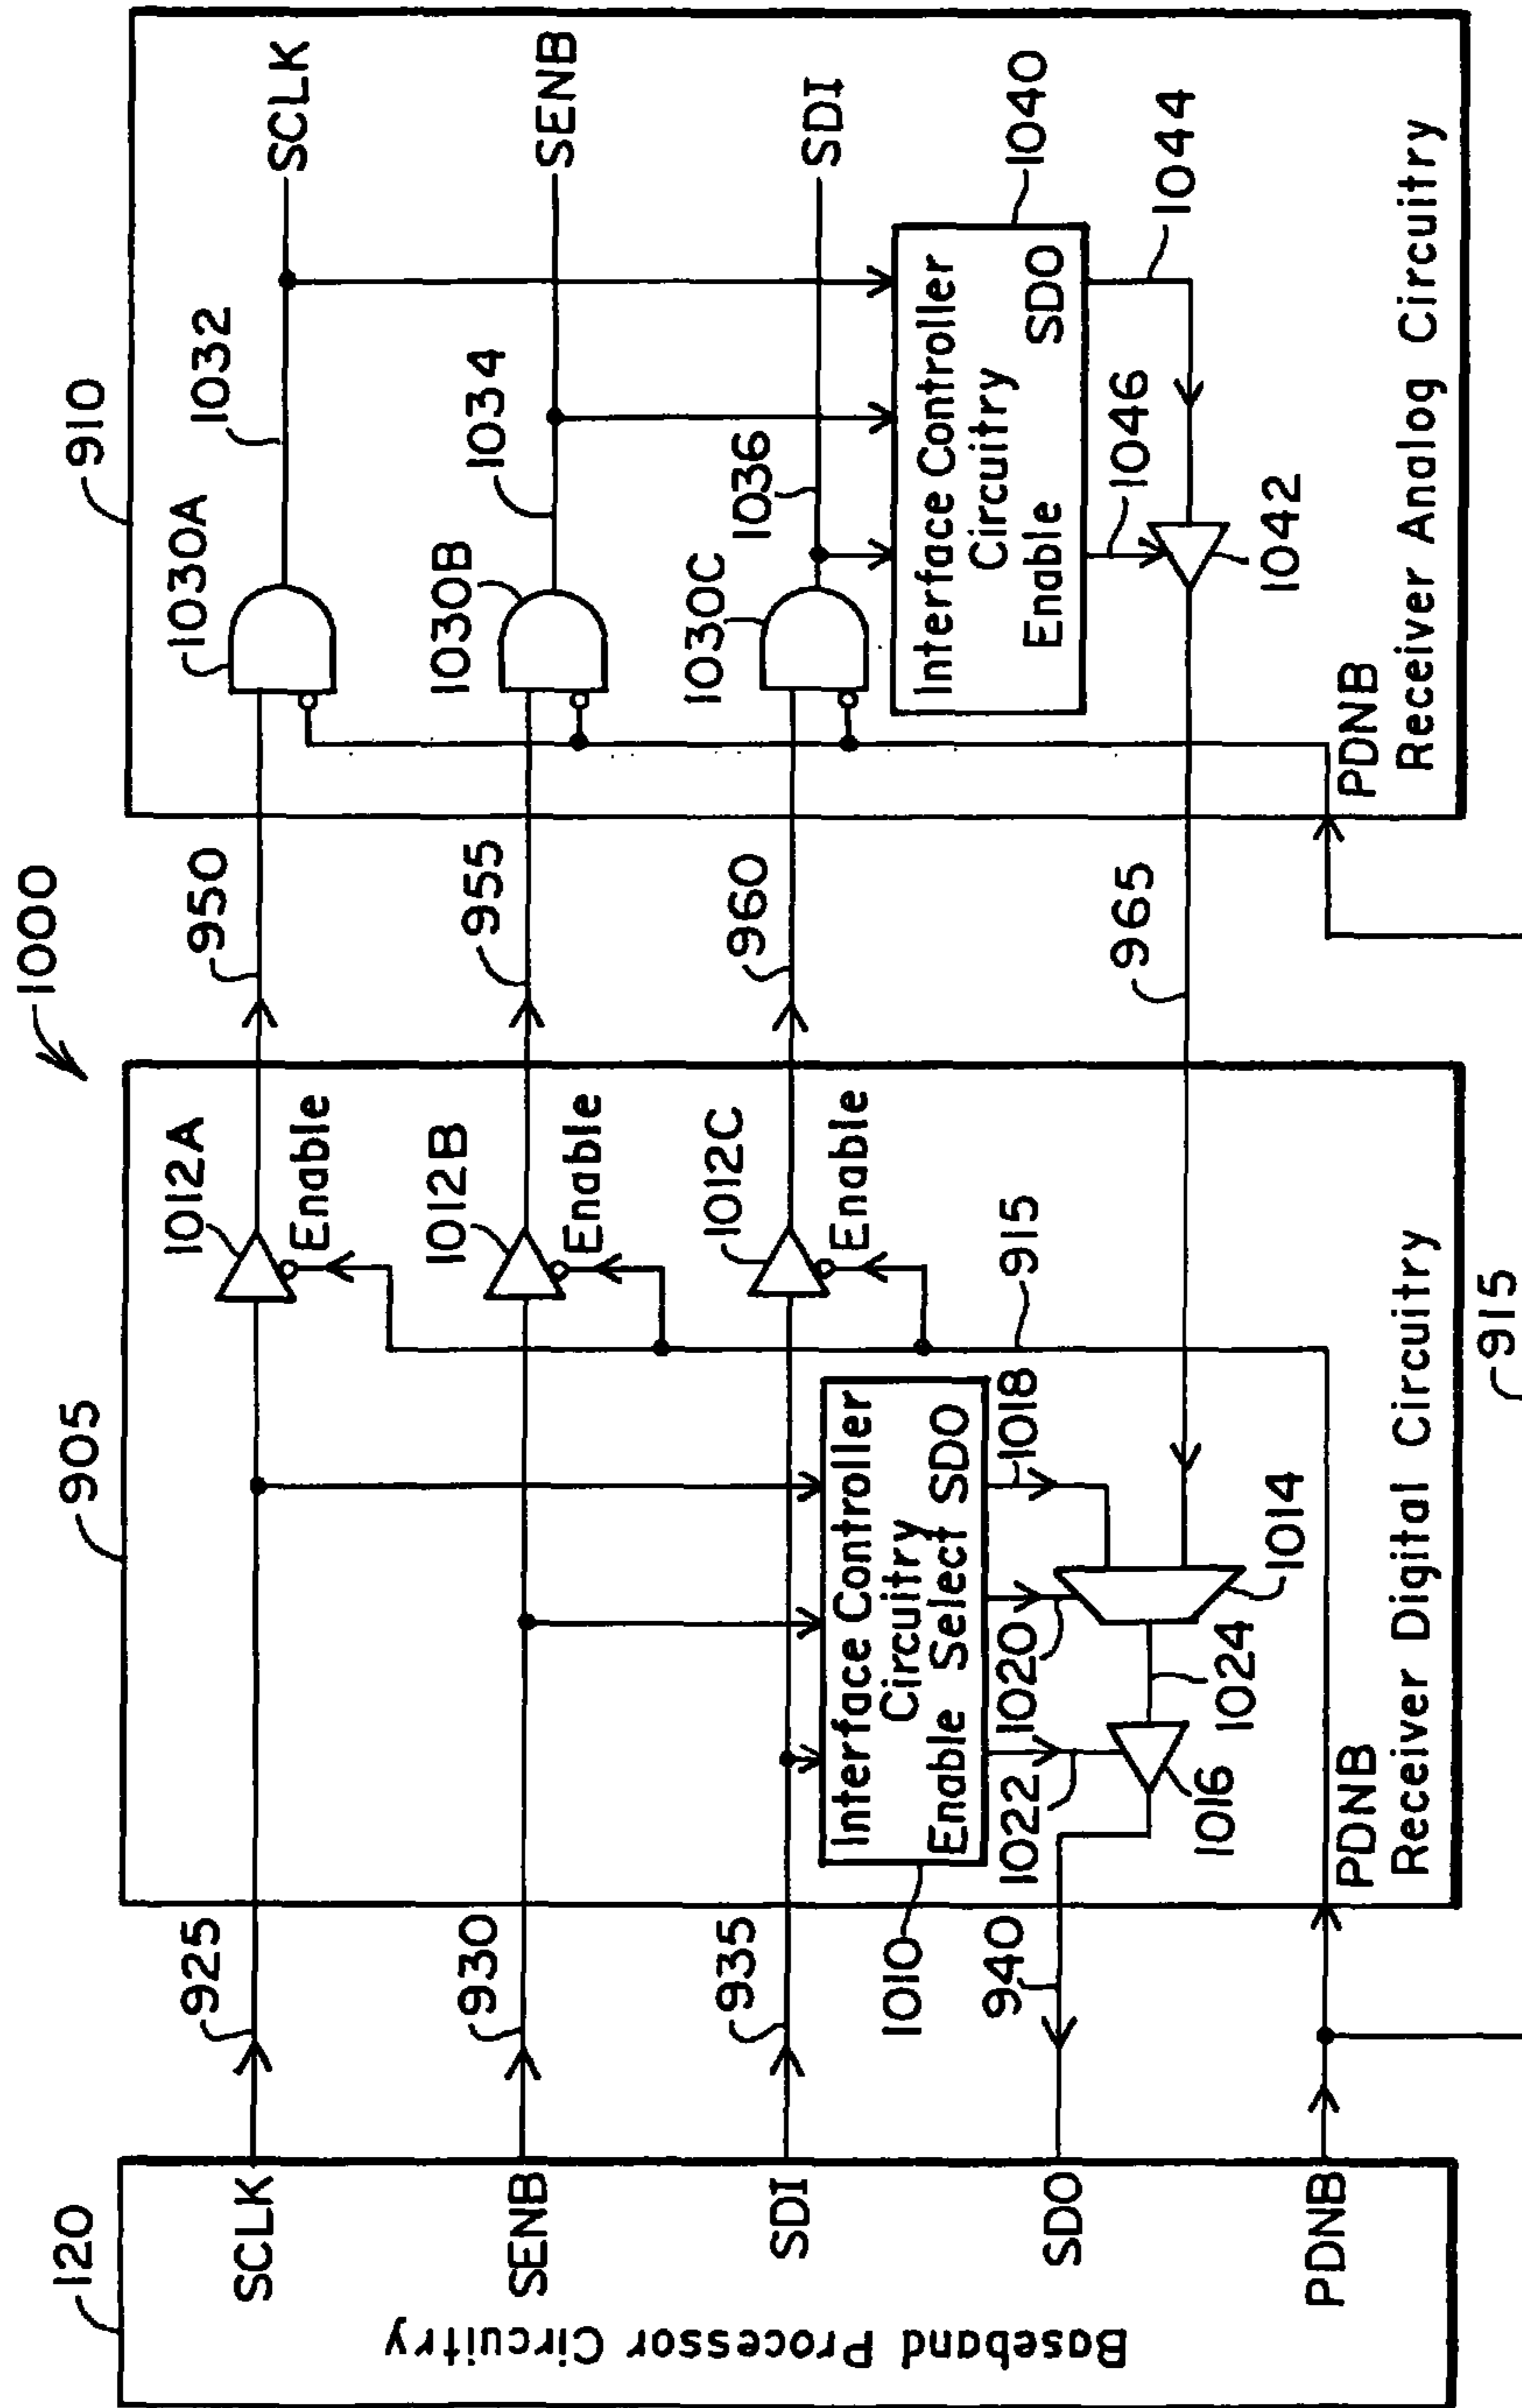 1000
120
SCLK
SENB
SDI
SDO
PDNB
Baseband Processor Circuitry
925
930
935
940
905
1012A
Enable
1012B
Enable
1012C
Enable
915
Interface Controller
Circuitry
Enable Select SDO
1010
1018
1020
1022
1014
1024
1016
PDNB
Receiver Digital Circuitry
915
950
955
960
965
910
1030A
1032
SCLK
1030B
1034
SENB
1030C
1036
SDI
Interface Controller
Circuitry
Enable SDO
1040
1044
1046
1042
PDNB
Receiver Analog Circuitry